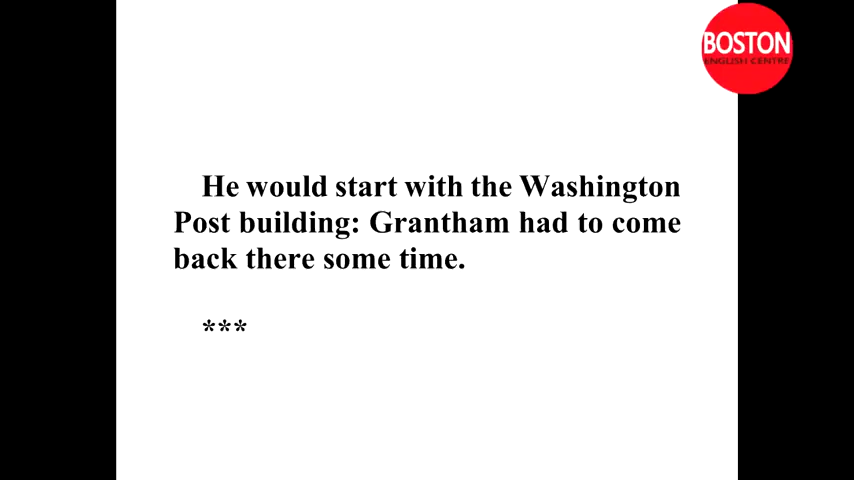 BOSTON
ENGLISH CENTRE
He would start with the Washington
Post building: Grantham had to come
back there some time.
***